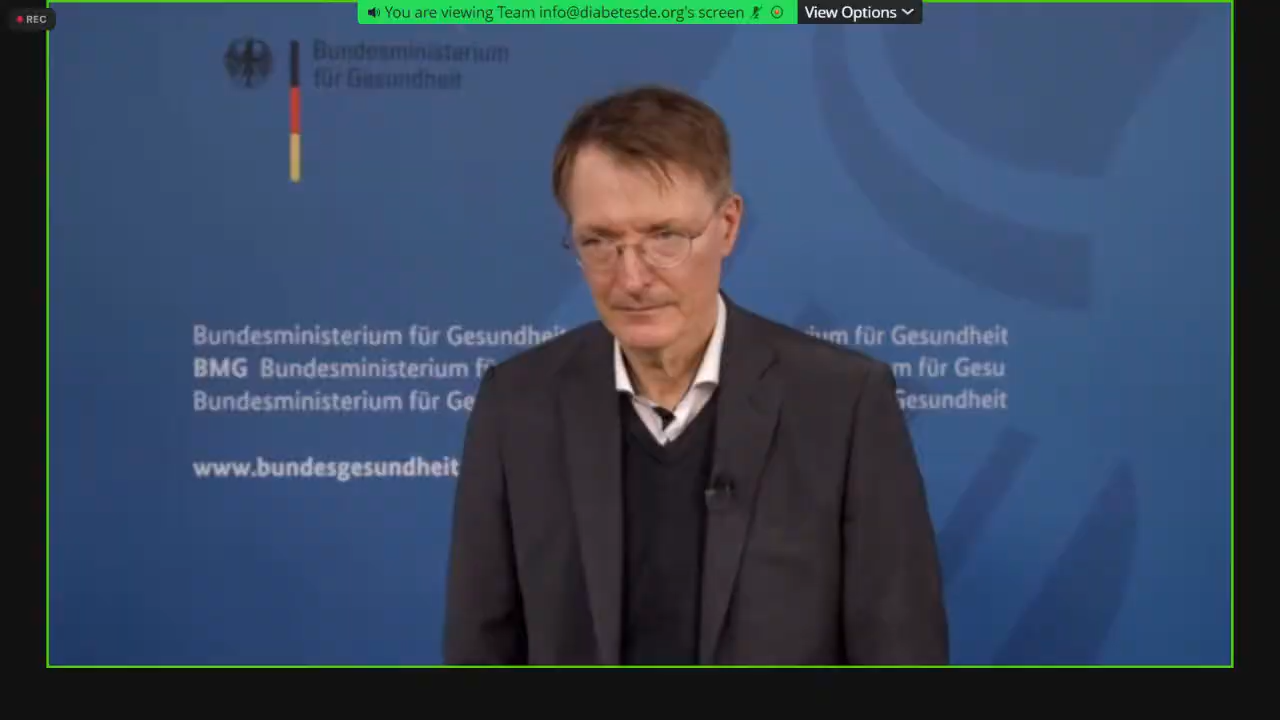 REC
You are viewing Team info@diabetesde.org's screen
View Options
Bundesministerium
für Gesundheit
Bundesministerium für Gesundheit um für Gesundheit
BMG Bundesministerium fü m für Gesu
Bundesministerium für Ge Gesundheit
www.bundesgesundheit